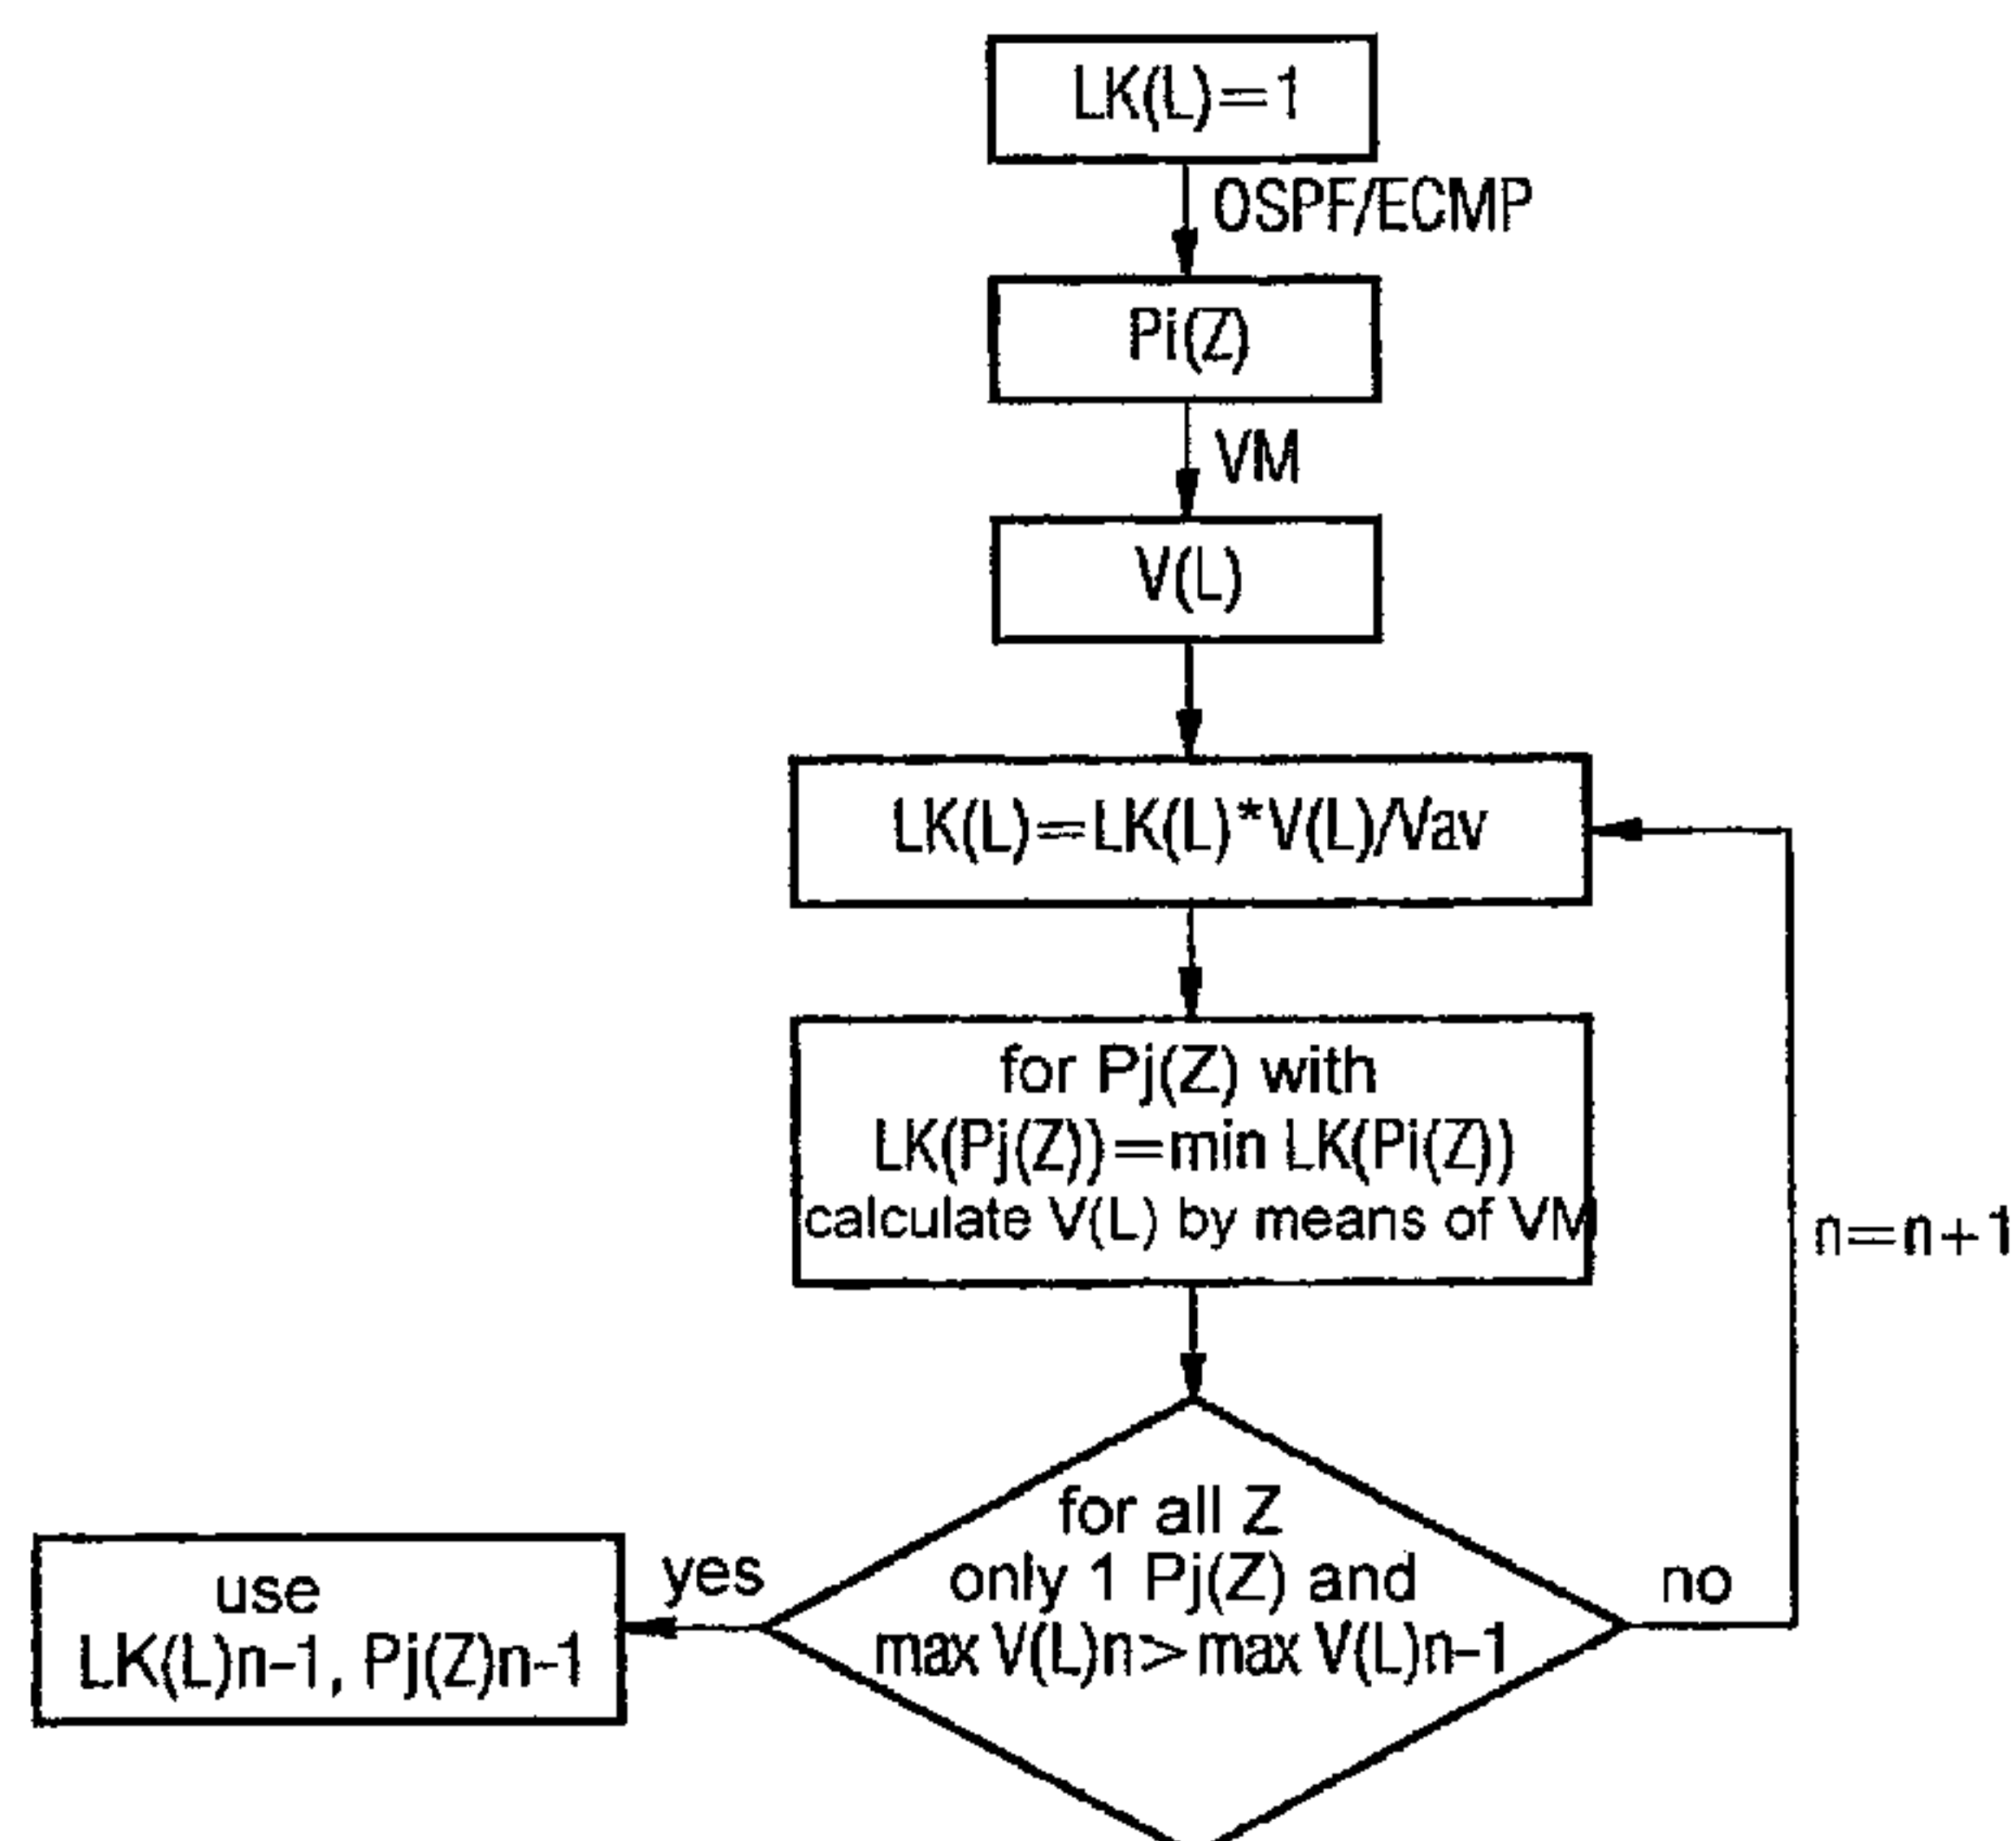 LK(L)=1
OSPF/ECMP
Pi(Z)
VM
V(L)
LK(L)=LK(L)*V(L)/Vav
for Pj(Z) with
LK(Pj(Z))=min LK(Pi(Z))
calculate V(L) by means of VM
n=n+1
for all Z
only 1 Pj(Z) and
max V(L)n>max V(L)n-1
yes
no
use
LK(L)n-1, Pj(Z)n-1